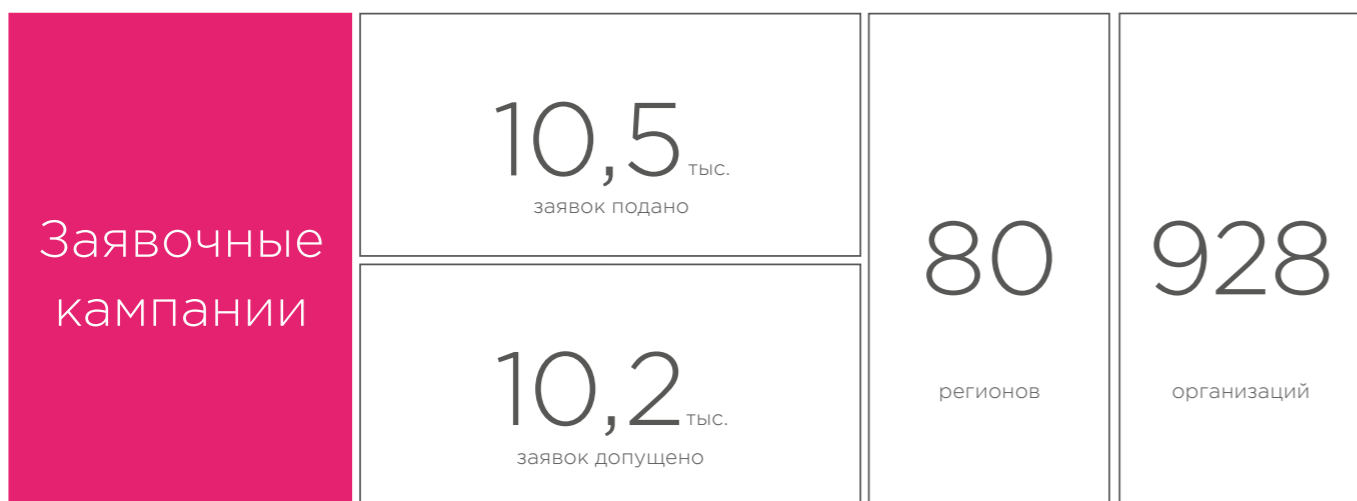 Заявочные
кампании
10,5 тыс.
заявок подано
10,2 тыс.
заявок допущено
80
регионов
928
организаций